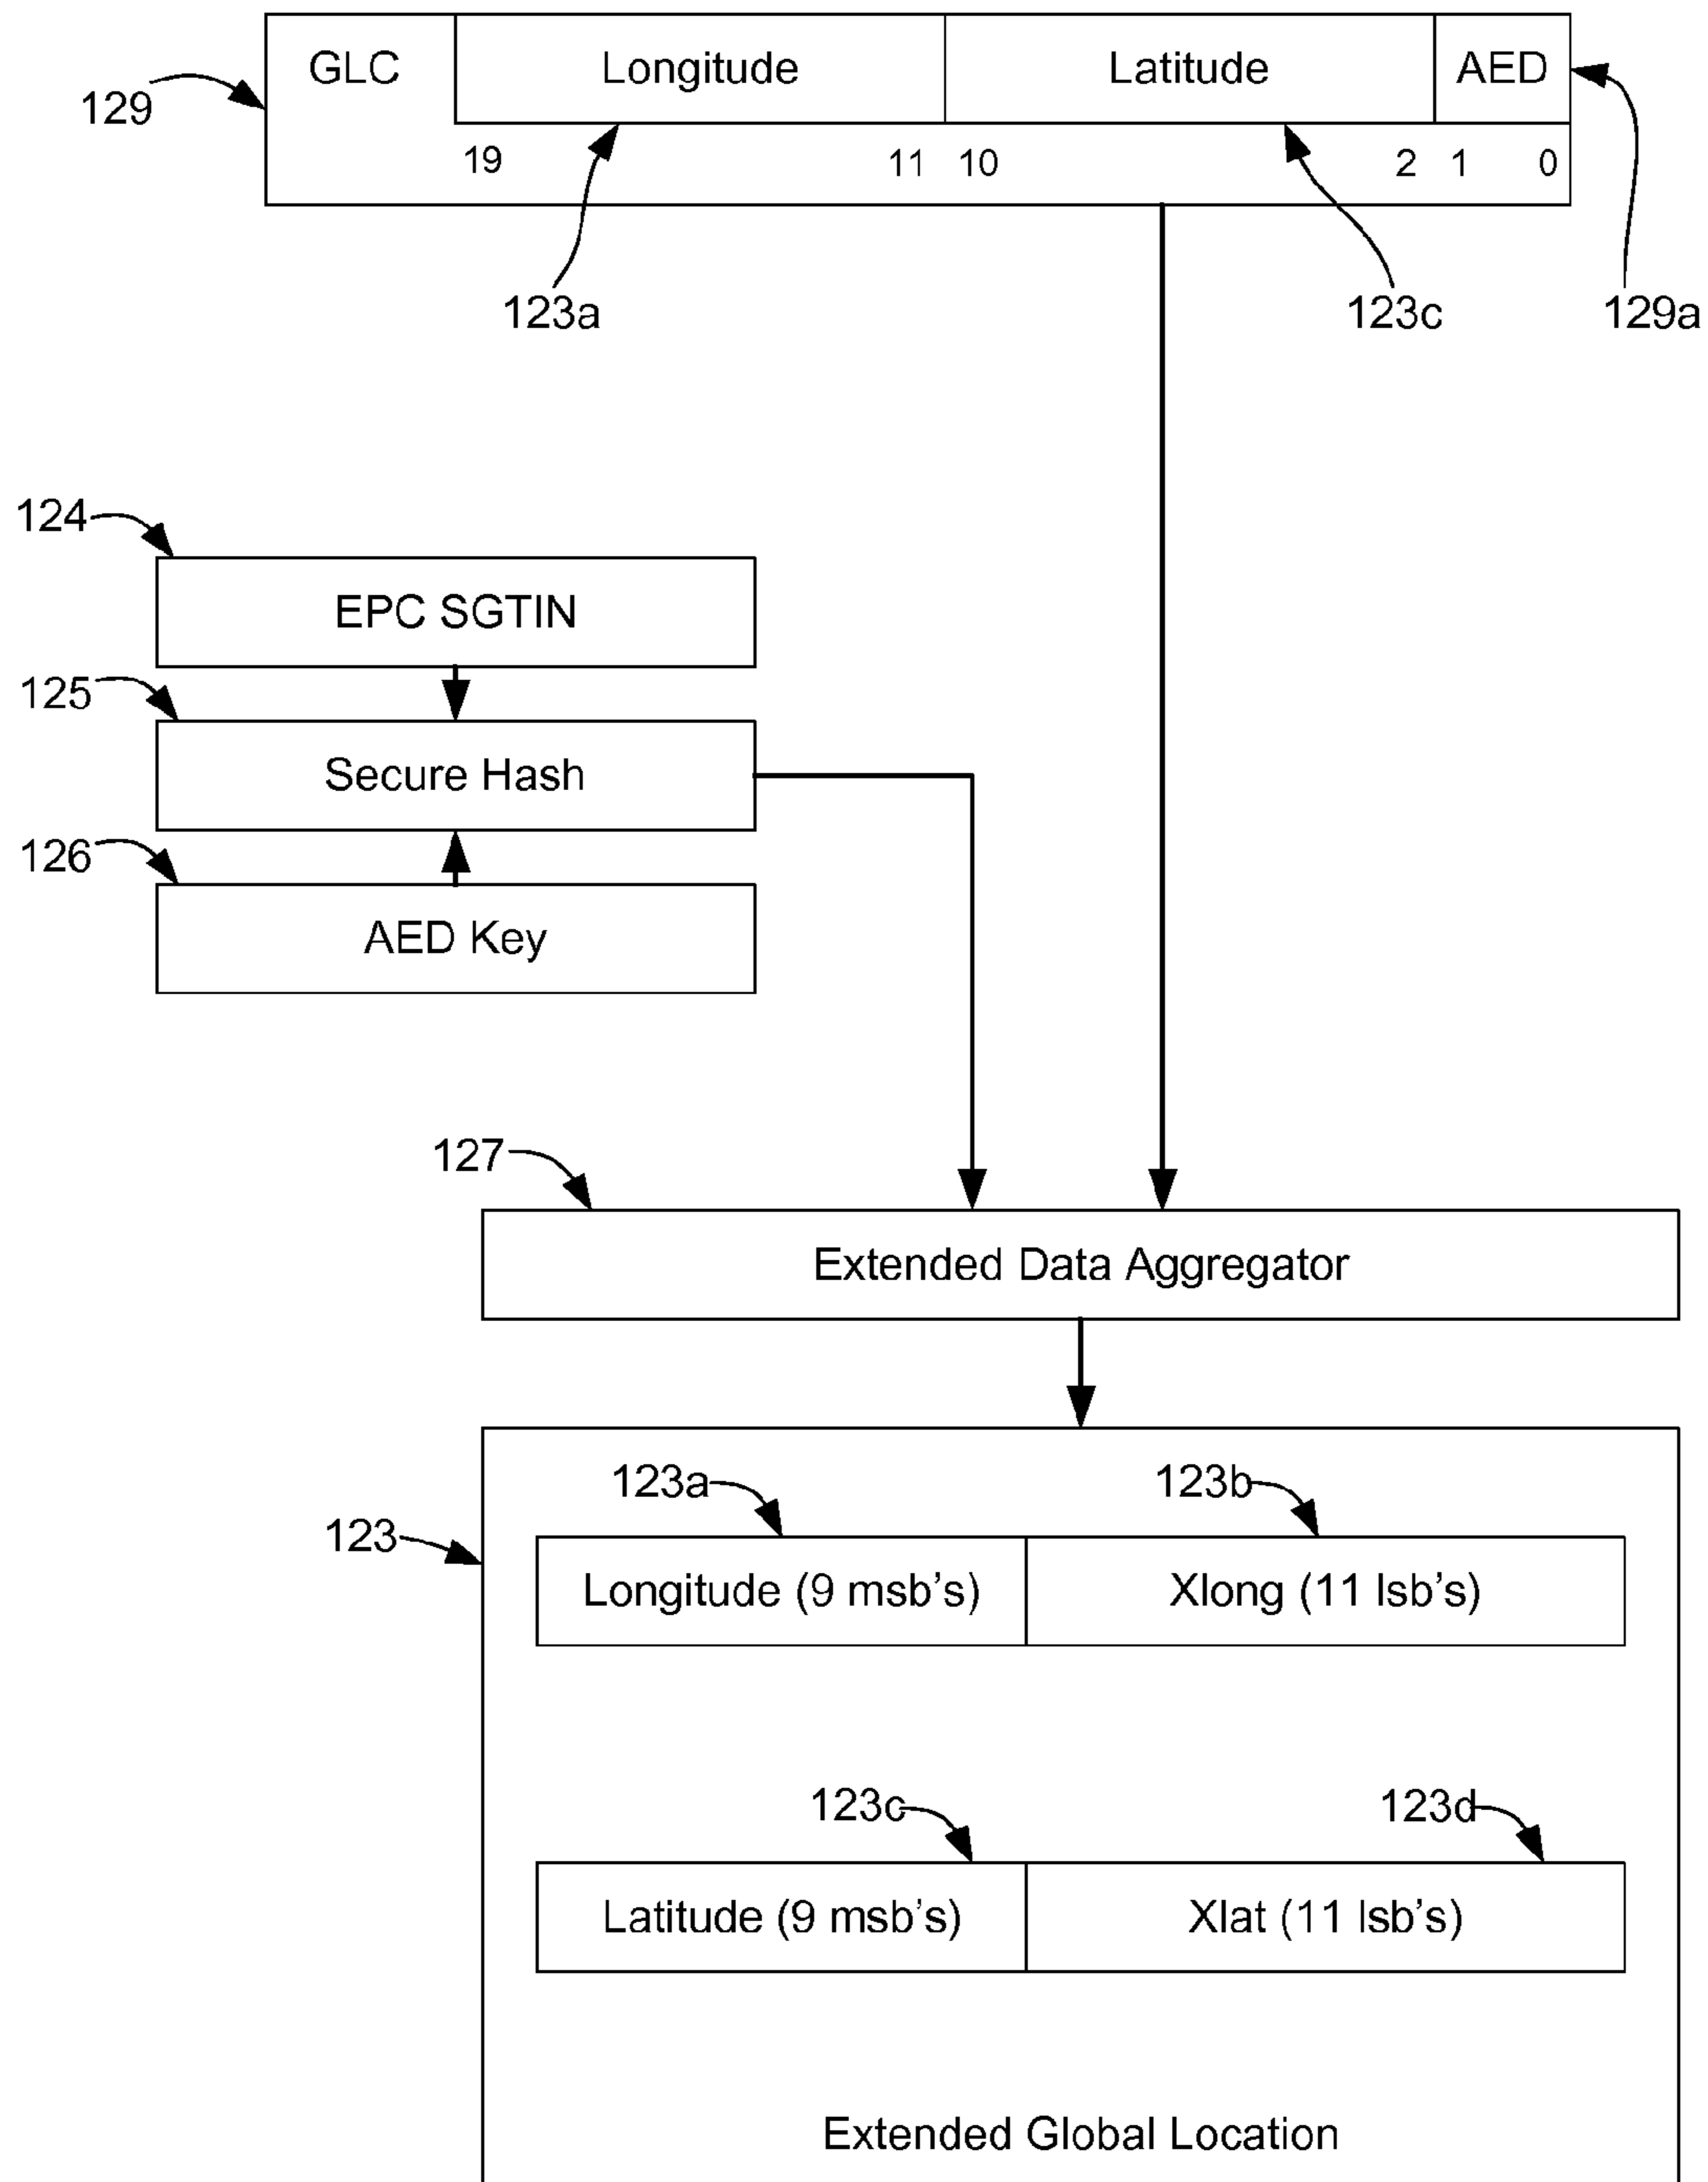 GLC Longitude Latitude AED
129
19 11 10 2 1 0
123a 123c 129a
124
EPC SGTIN
125
Secure Hash
126
AED Key
127
Extended Data Aggregator
123a 123b
123
Longitude (9 msb's) Xlong (11 lsb's)
123c 123d
Latitude (9 msb's) Xlat (11 lsb's)
Extended Global Location